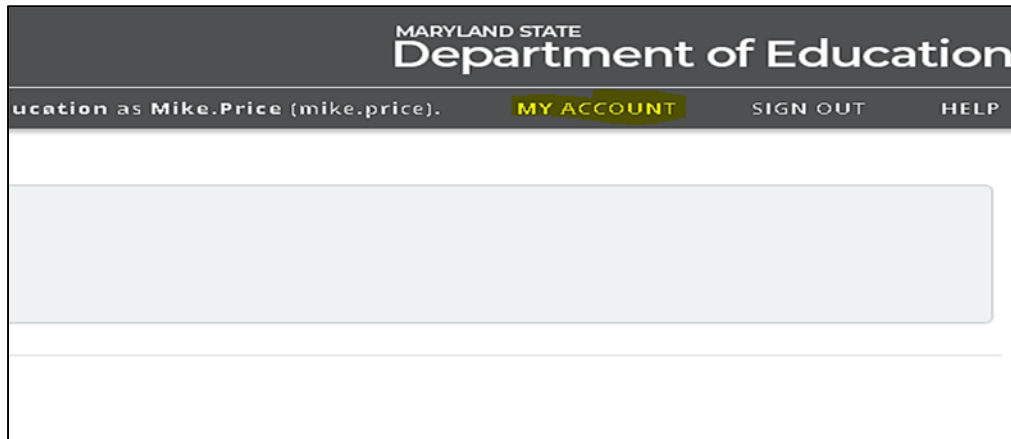 MARYLAND STATE
Department of Education
ucation as Mike.Price (mike.price). MY ACCOUNT SIGN OUT HELP